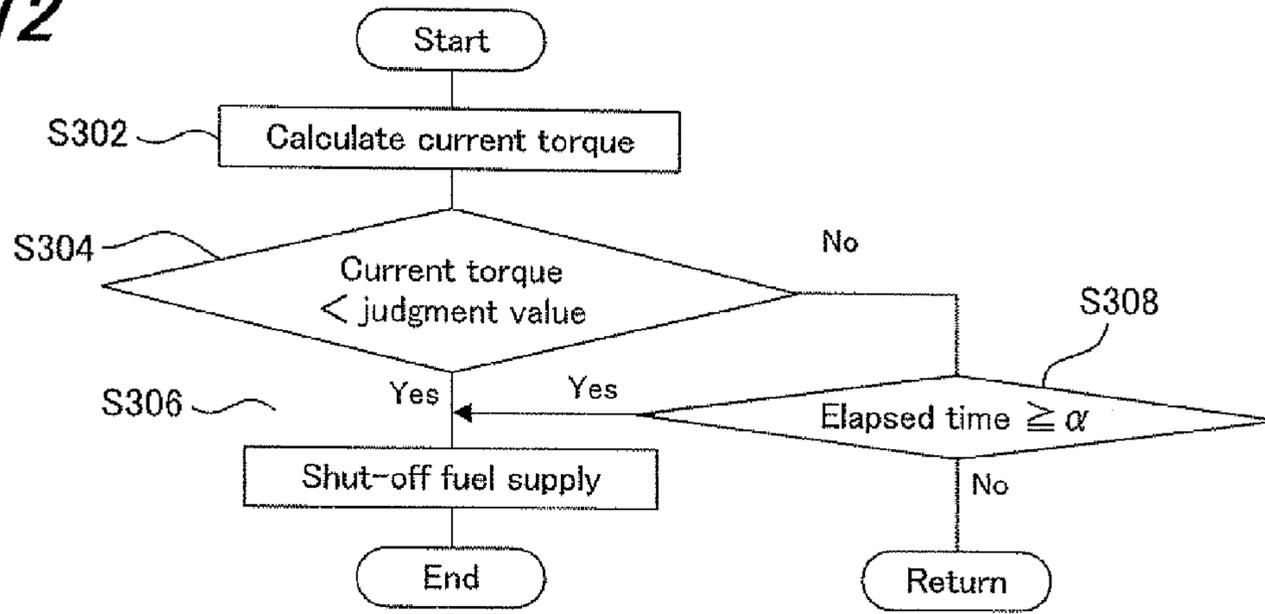 12
Start
S302
Calculate current torque
S304
Current torque
< judgment value
No
S308
S306
Yes
Yes
Elapsed time ≧ α
Shut-off fuel supply
No
End
Return